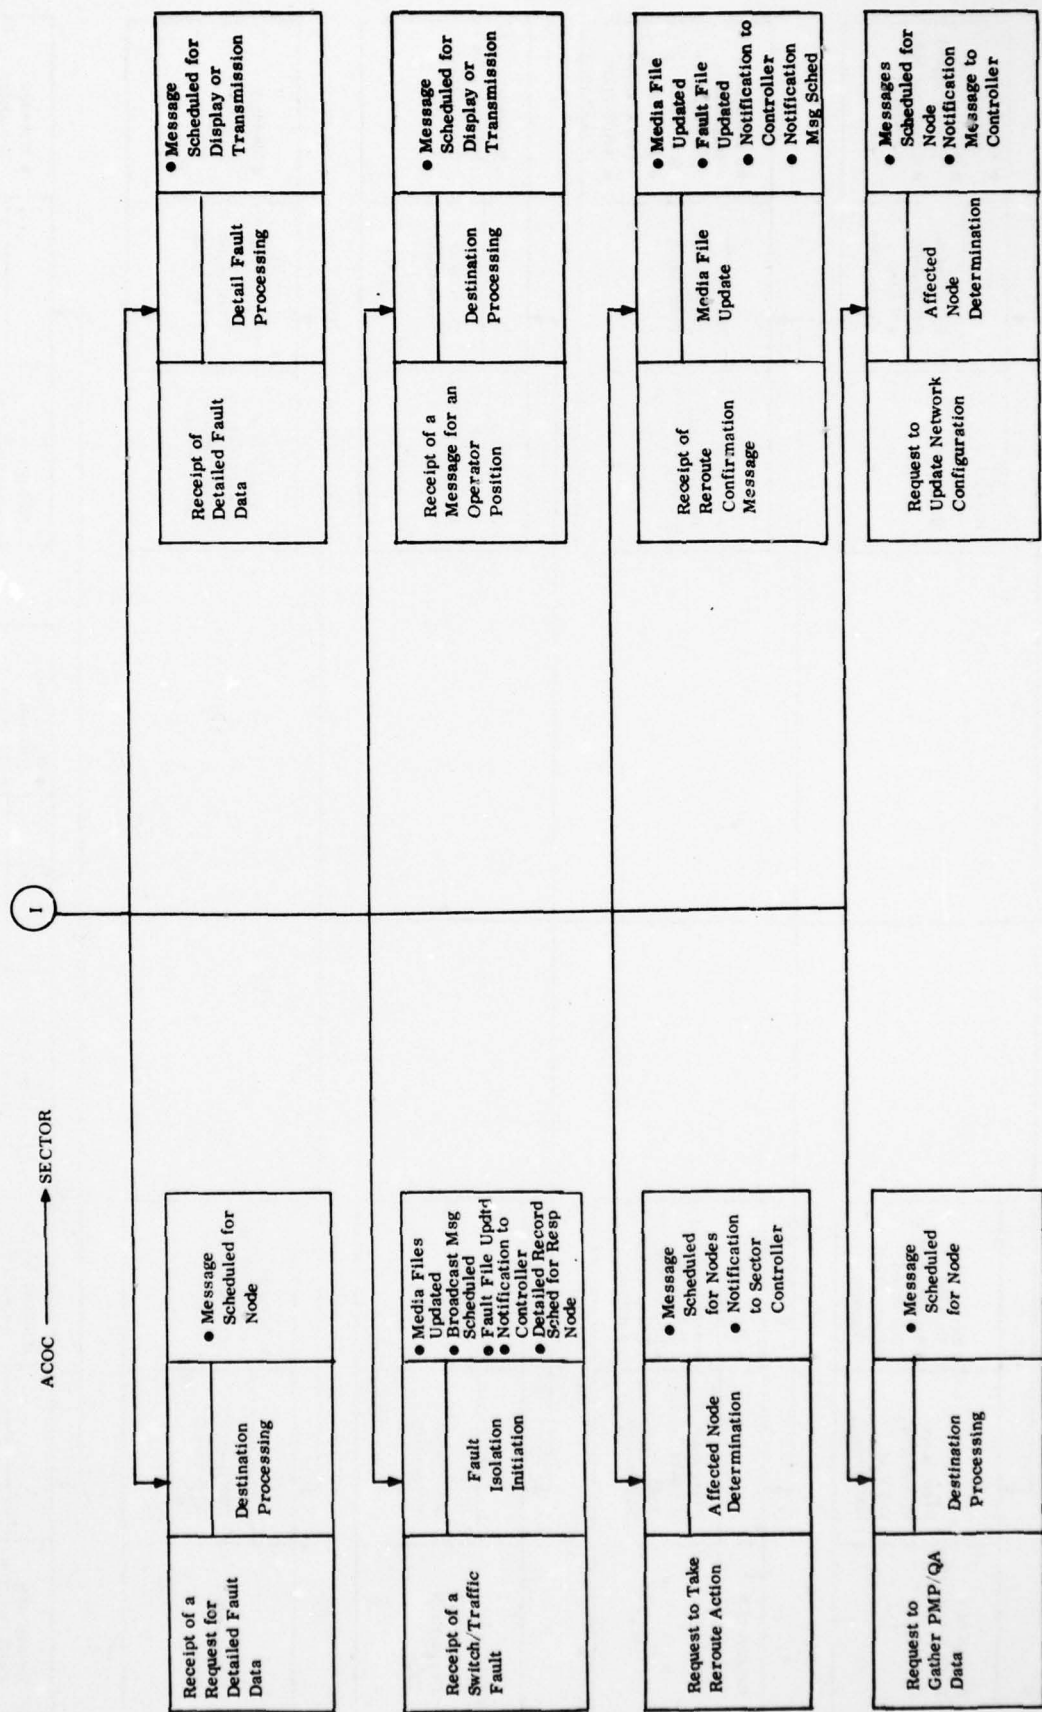 ACOC
SECTOR
I
Receipt of a
Request for
Detailed Fault
Data
Destination
Processing
● Message
Scheduled for
Node
Receipt of
Detailed Fault
Data
Detail Fault
Processing
● Message
Scheduled for
Display or
Transmission
Receipt of a
Switch/Traffic
Fault
Fault
Isolation
Initiation
● Media Files
Updated
● Broadcast Msg
Scheduled
● Fault File Updtd
● Notification to
Controller
● Detailed Record
Sched for Resp
Node
Receipt of a
Message for an
Operator
Position
Destination
Processing
● Message
Scheduled for
Display or
Transmission
Request to Take
Reroute Action
Affected Node
Determination
● Message
Scheduled
for Nodes
● Notification
to Sector
Controller
Receipt of
Reroute
Confirmation
Message
Media File
Update
● Media File
Updated
● Fault File
Updated
● Notification to
Controller
● Notification
Msg Sched
Request to
Gather PMP/QA
Data
Destination
Processing
● Message
Scheduled
for Node
Request to
Update Network
Configuration
Affected
Node
Determination
● Messages
Scheduled for
Node
● Notification
Message to
Controller